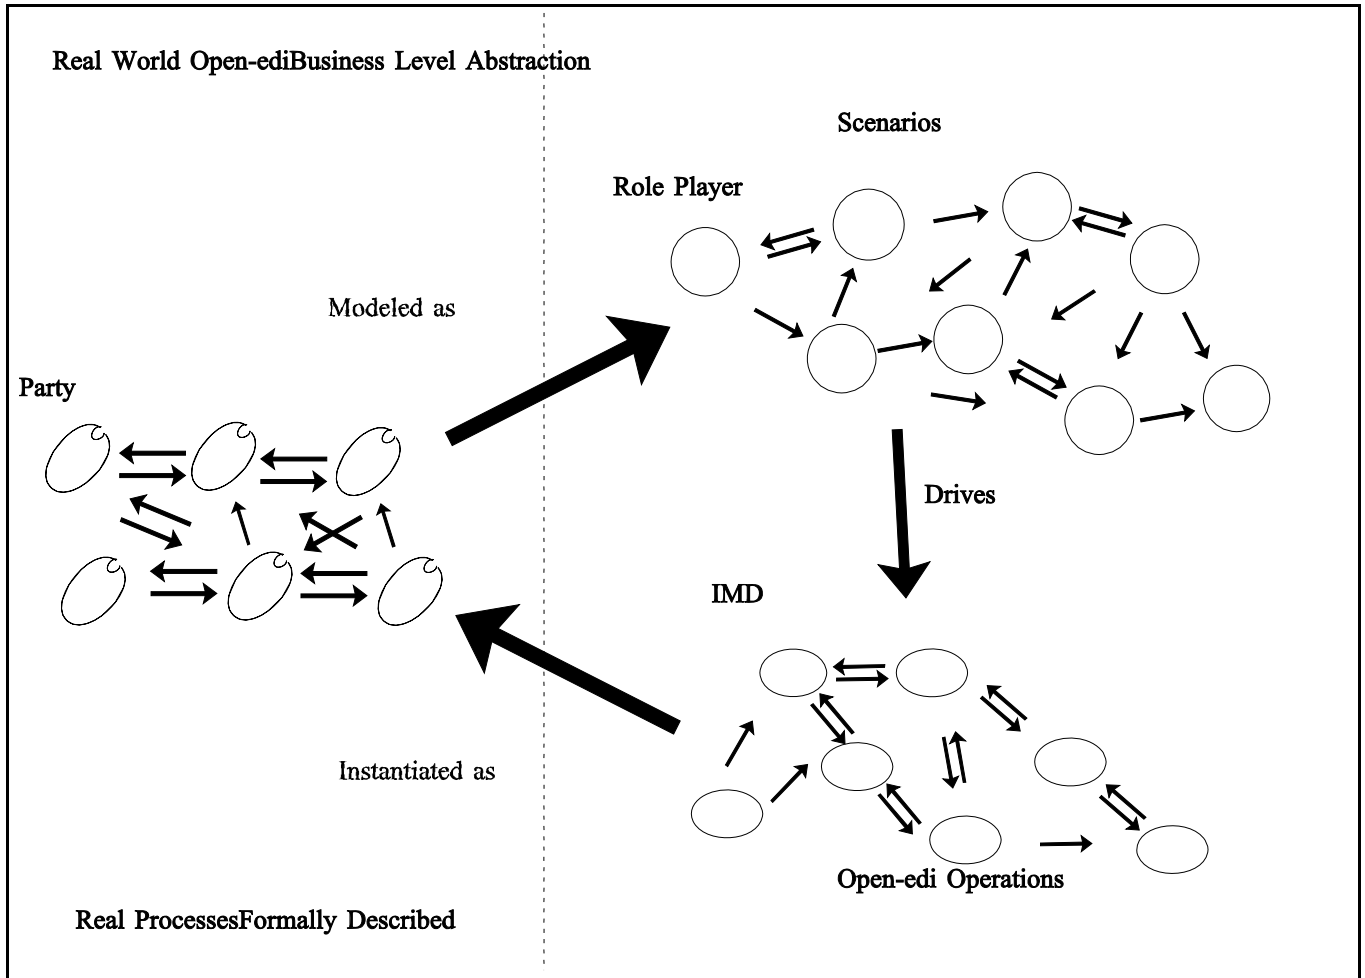 Real World Open-ediBusiness Level Abstraction
Scenarios
Role Player
Modeled as
Party
Drives
IMD
Instantiated as
Open-edi Operations
Real ProcessesFormally Described